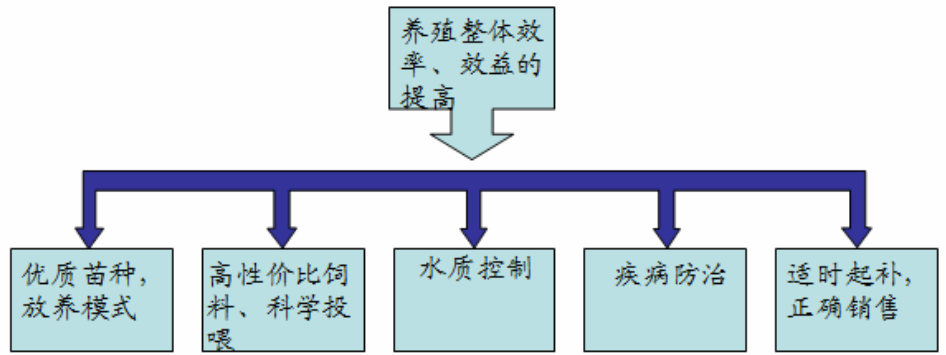 养殖整体效
率、效益的
提高
优质苗种,
放养模式
高性价比饲
料、科学投
喂
水质控制
疾病防治
适时起补,
正确销售